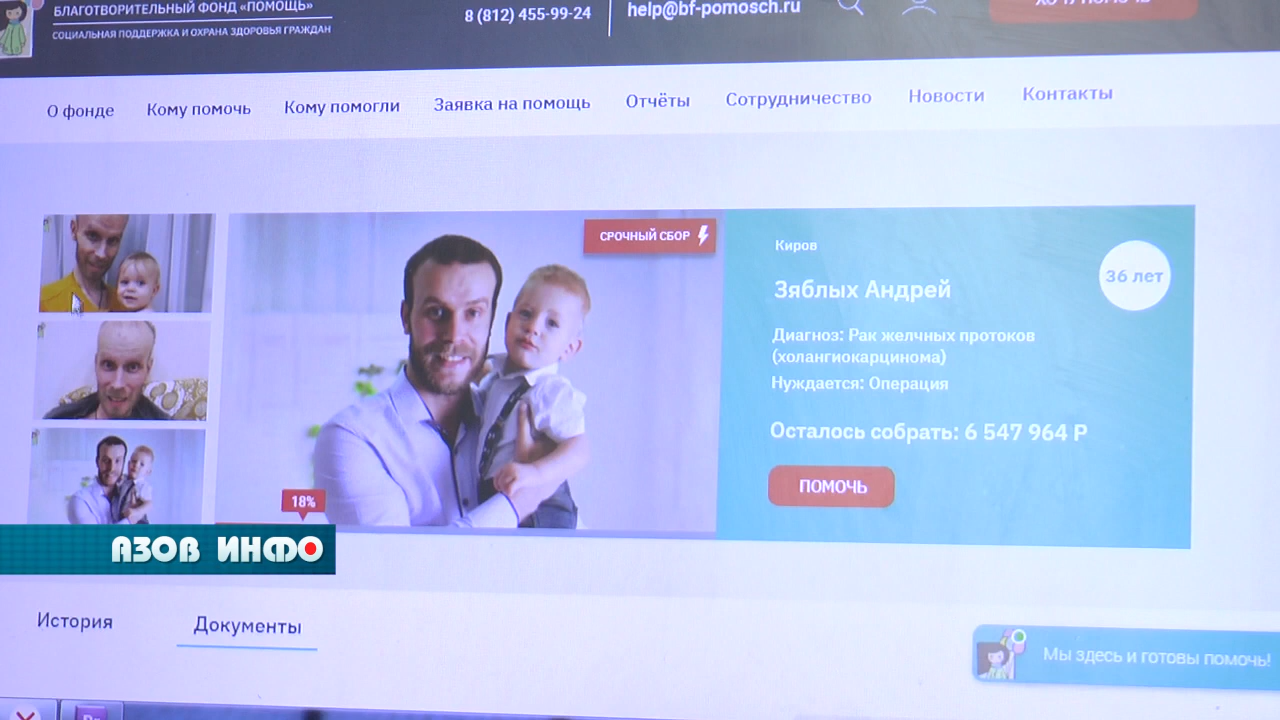 БЛАГОТВОРИТЕЛЬНЫЙ ФОНД «ПОМОЩЬ»
СОЦИАЛЬНАЯ ПОДДЕРЖКА И ОХРАНА ЗДОРОВЬЯ ГРАЖДАН
8 (812) 455-99-24
help@bf-pomosch.ru
ХОЧУ ПОМОЧЬ
О фонде Кому помочь Кому помогли Заявка на помощь Отчёты Сотрудничество Новости Контакты
СРОЧНЫЙ СБОР
Киров
36 лет
Зяблых Андрей
Диагноз: Рак желчных протоков
(холангиокарцинома)
Нуждается: Операция
Осталось собрать: 6 547 964 Р
ПОМОЧЬ
18%
АЗОВ ИНФО
История Документы
Мы здесь и готовы помочь!